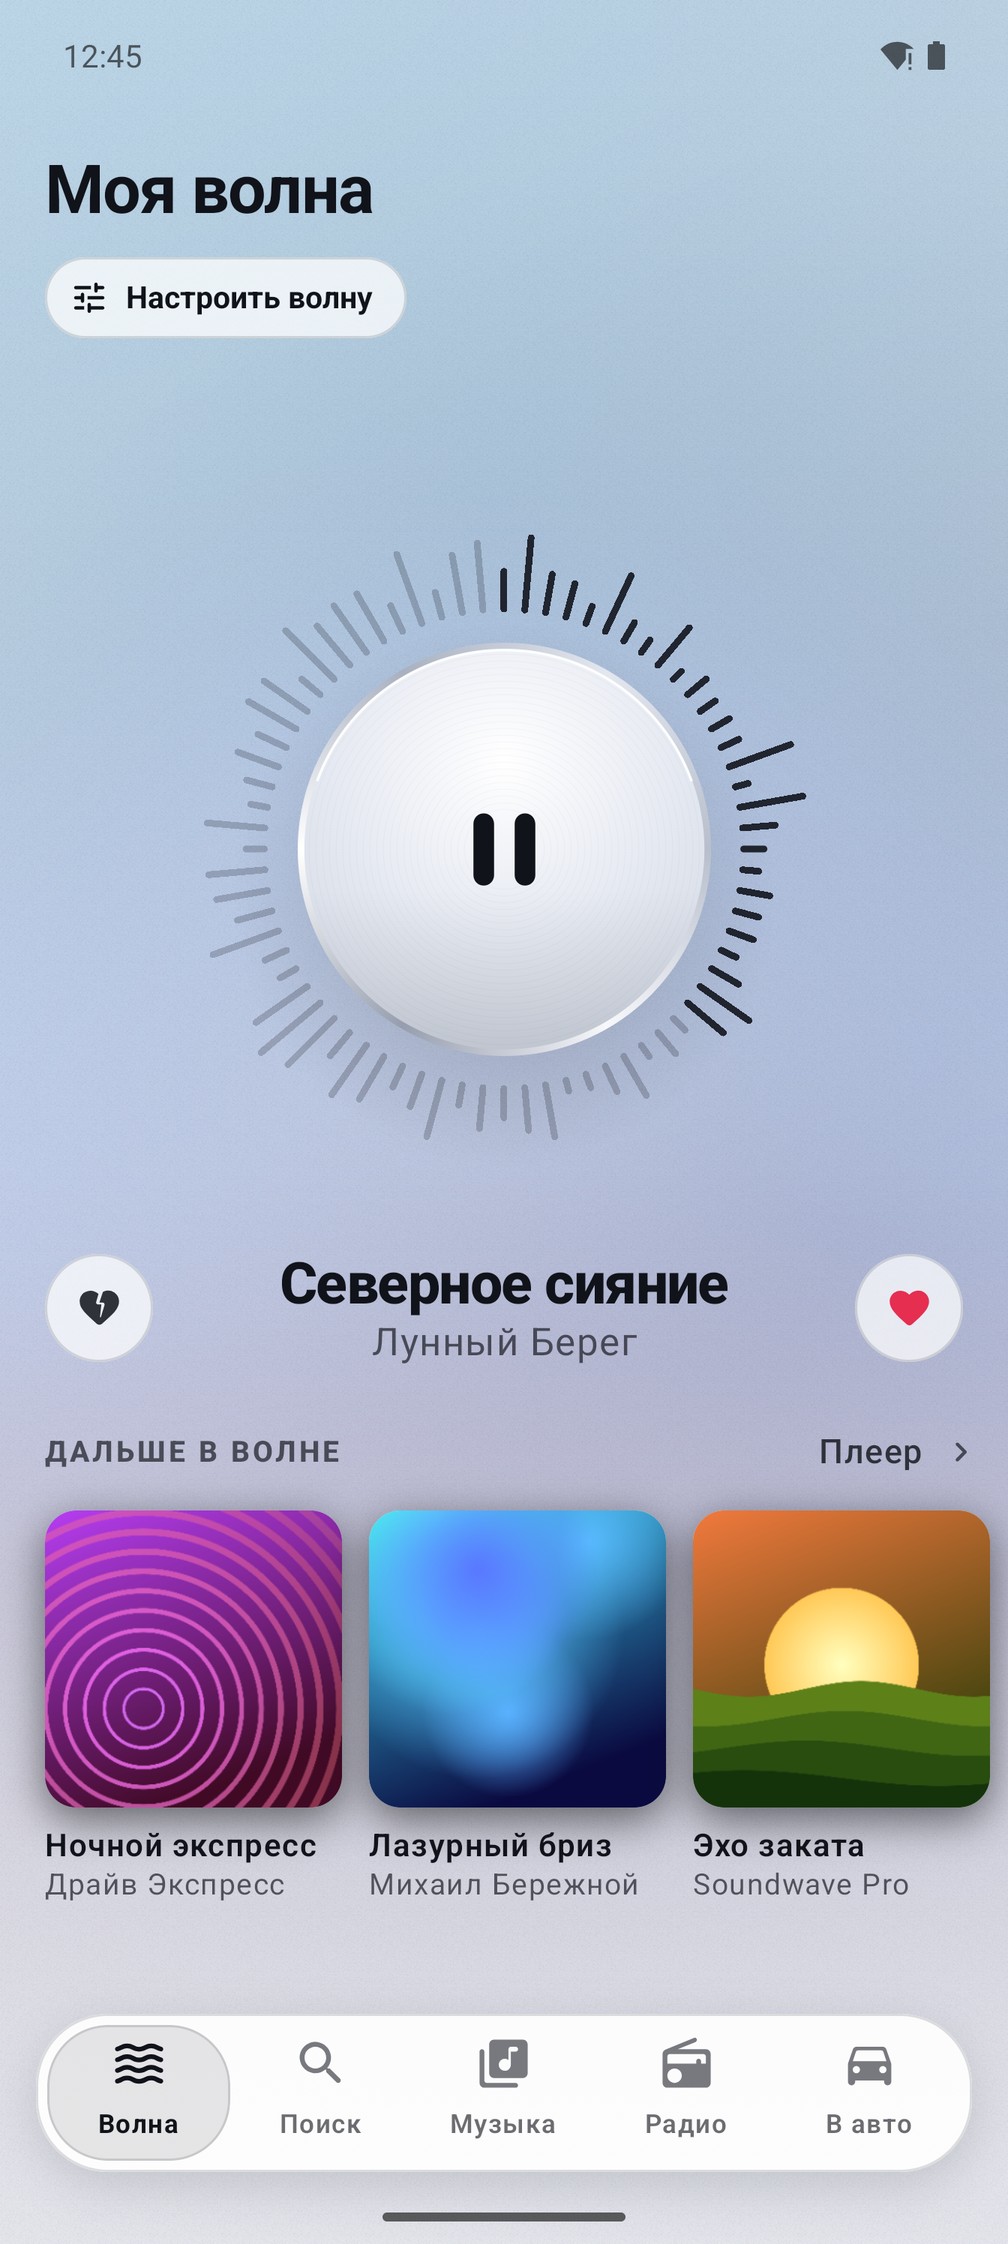 12:45
Моя волна
Настроить волну
Северное сияние
Лунный Берег
ДАЛЬШЕ В ВОЛНЕ
Плеер
Ночной экспресс
Драйв Экспресс
Лазурный бриз
Михаил Бережной
Эхо заката
Soundwave Pro
Волна
Поиск
Музыка
Радио
В авто